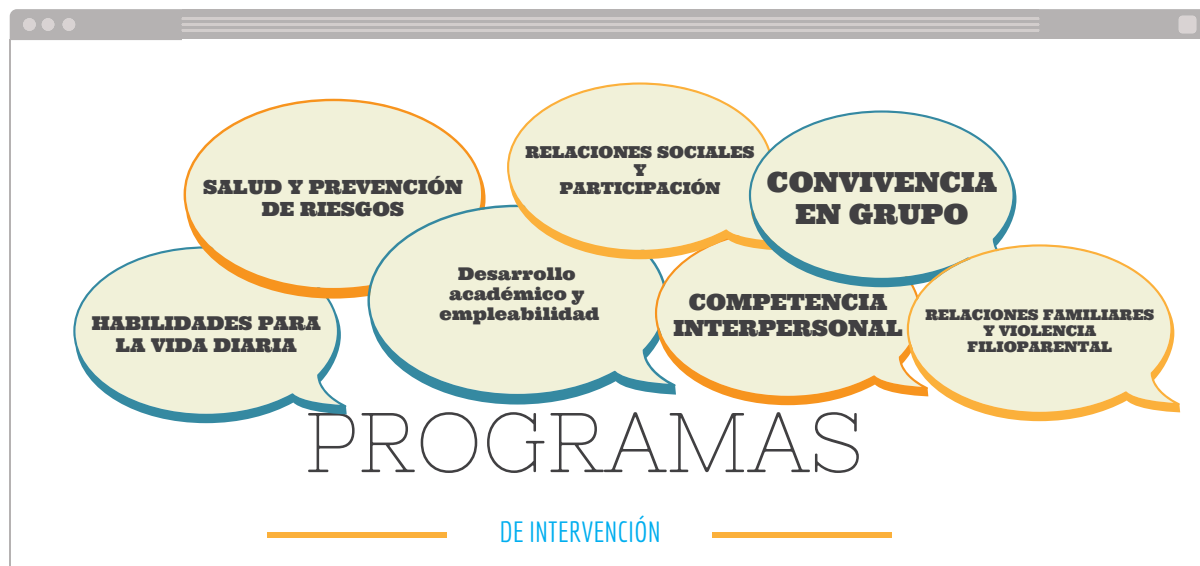 SALUD Y PREVENCIÓN
DE RIESGOS
RELACIONES SOCIALES
Y
PARTICIPACIÓN
CONVIVENCIA
EN GRUPO
HABILIDADES PARA
LA VIDA DIARIA
Desarrollo
académico y
empleabilidad
COMPETENCIA
INTERPERSONAL
RELACIONES FAMILIARES
Y VIOLENCIA
FILIOPARENTAL
PROGRAMAS
DE INTERVENCIÓN